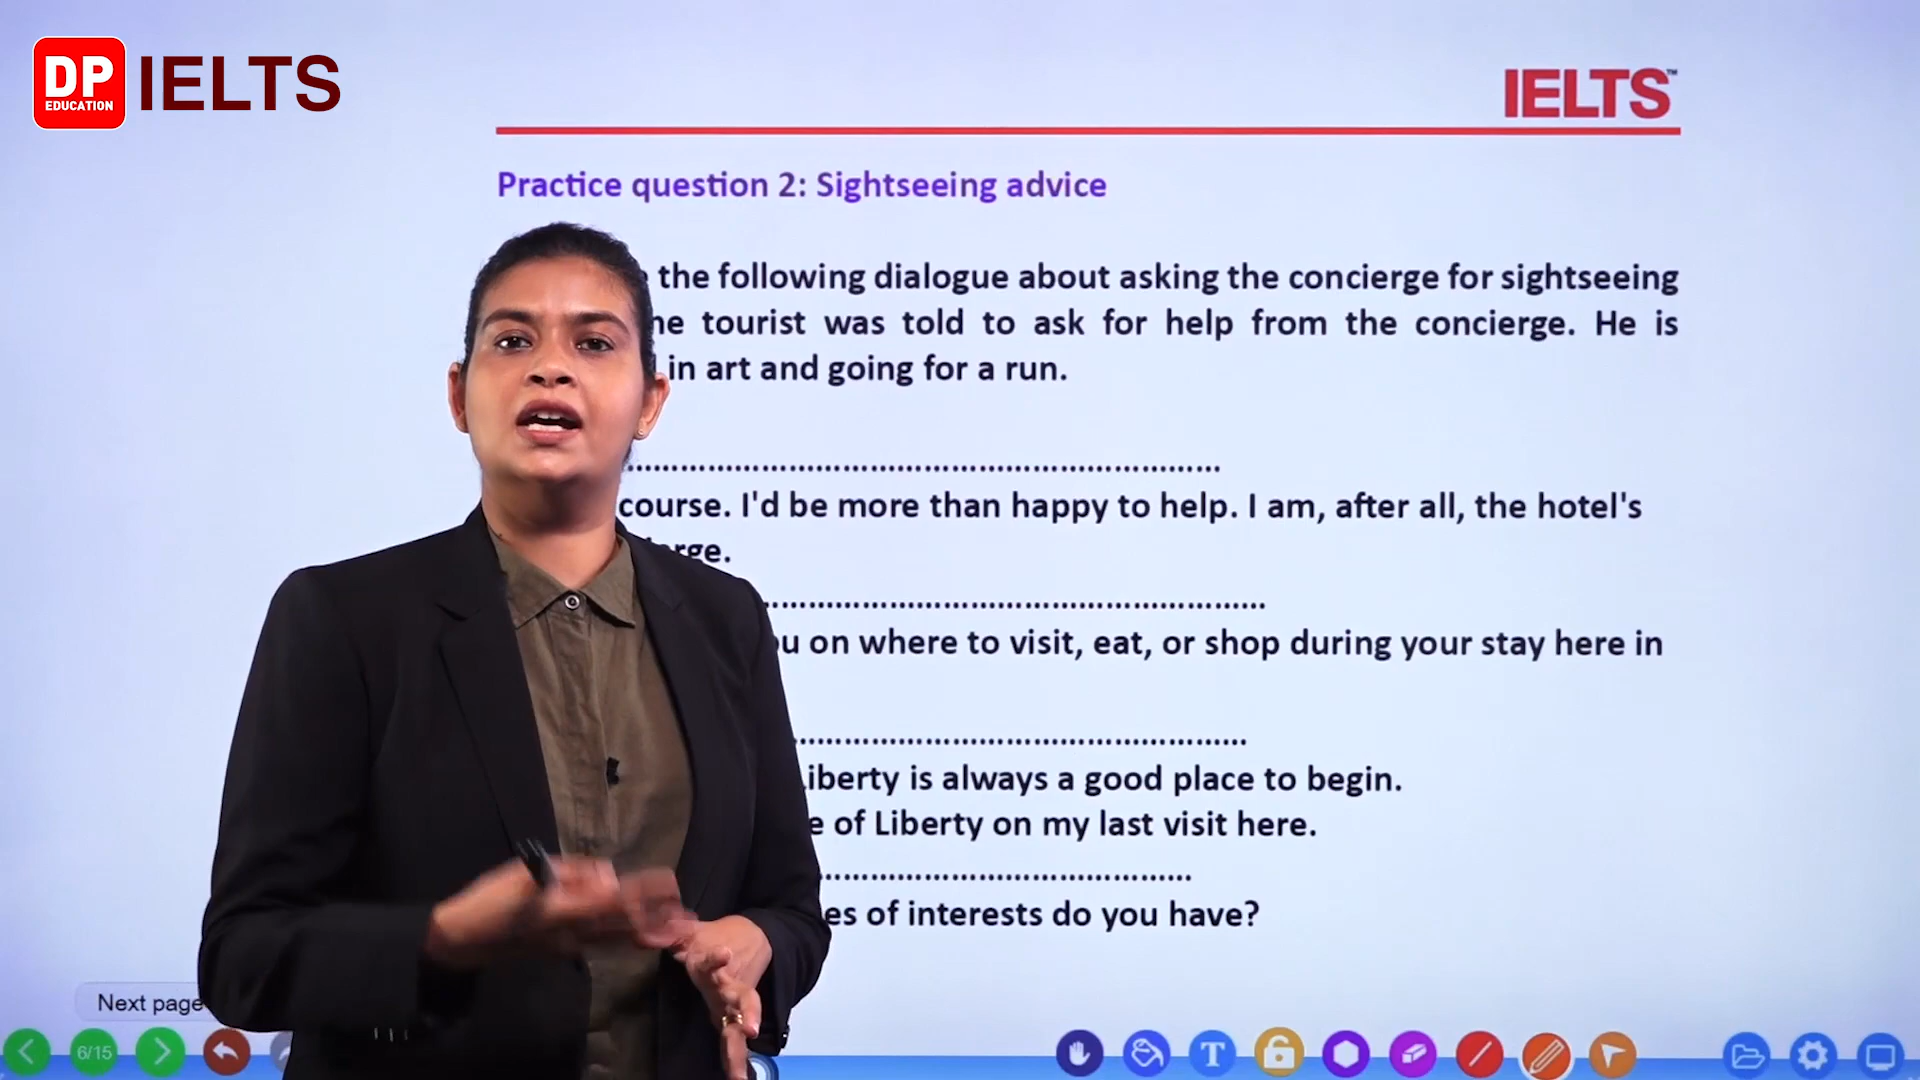 DP
EDUCATION
IELTS
IELTS™
Practice question 2: Sightseeing advice
the following dialogue about asking the concierge for sightseeing
tourist was told to ask for help from the concierge. He is
in art and going for a run.
................................................................
course. I'd be more than happy to help. I am, after all, the hotel's
................................................................
on where to visit, eat, or shop during your stay here in
................................................................
Liberty is always a good place to begin.
of Liberty on my last visit here.
................................................................
of interests do you have?
Next page
6/15
T